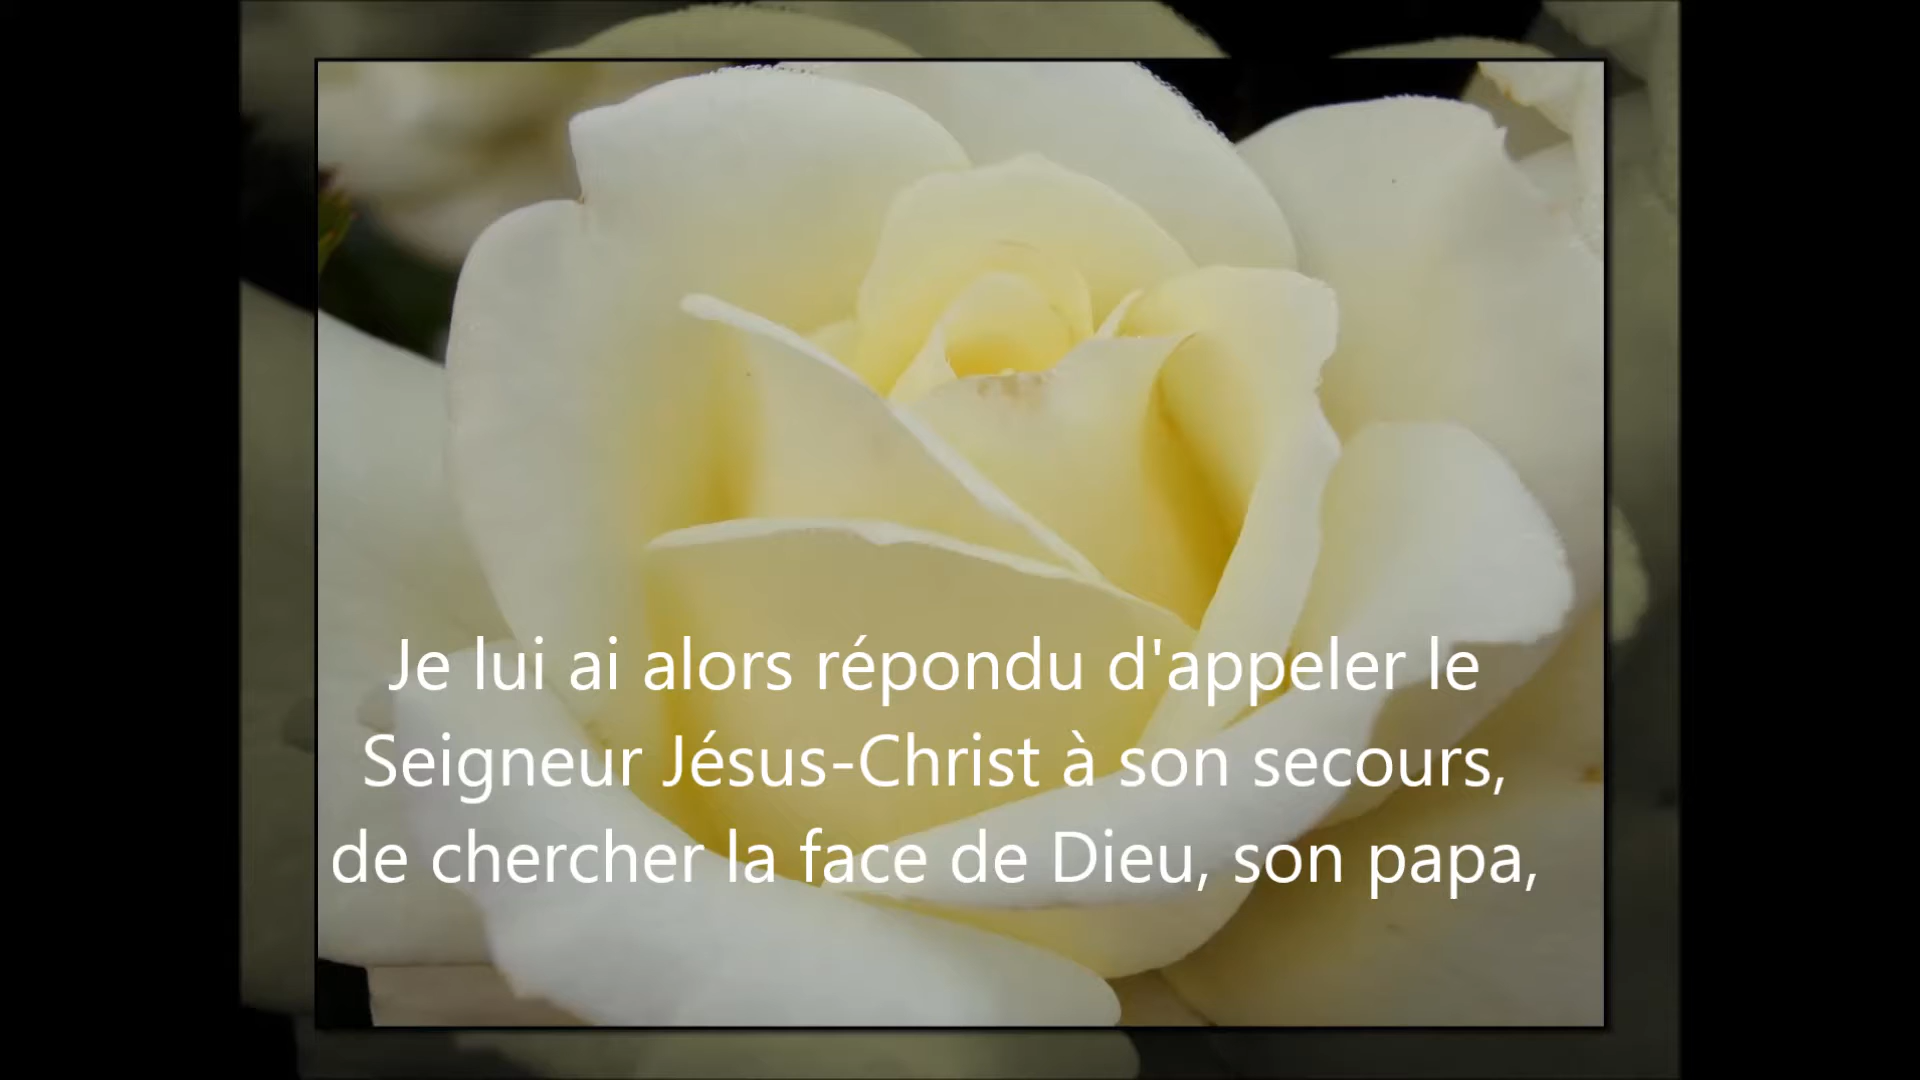 Je lui ai alors répondu d'appeler le
Seigneur Jésus-Christ à son secours,
de chercher la face de Dieu, son papa,